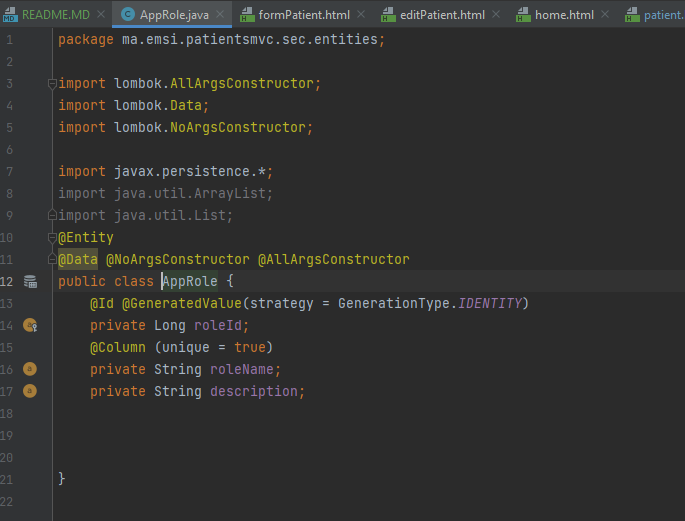 README.MD AppRole.java formPatient.html editPatient.html home.html patient.
1 package ma.emsi.patientsmvc.sec.entities;
2
3 import lombok.AllArgsConstructor;
4 import lombok.Data;
5 import lombok.NoArgsConstructor;
6
7 import javax.persistence.*;
8 import java.util.ArrayList;
9 import java.util.List;
10 @Entity
11 @Data @NoArgsConstructor @AllArgsConstructor
12 public class AppRole {
13 @Id @GeneratedValue(strategy = GenerationType.IDENTITY)
14 private Long roleId;
15 @Column (unique = true)
16 private String roleName;
17 private String description;
18
19
20
21 }
22